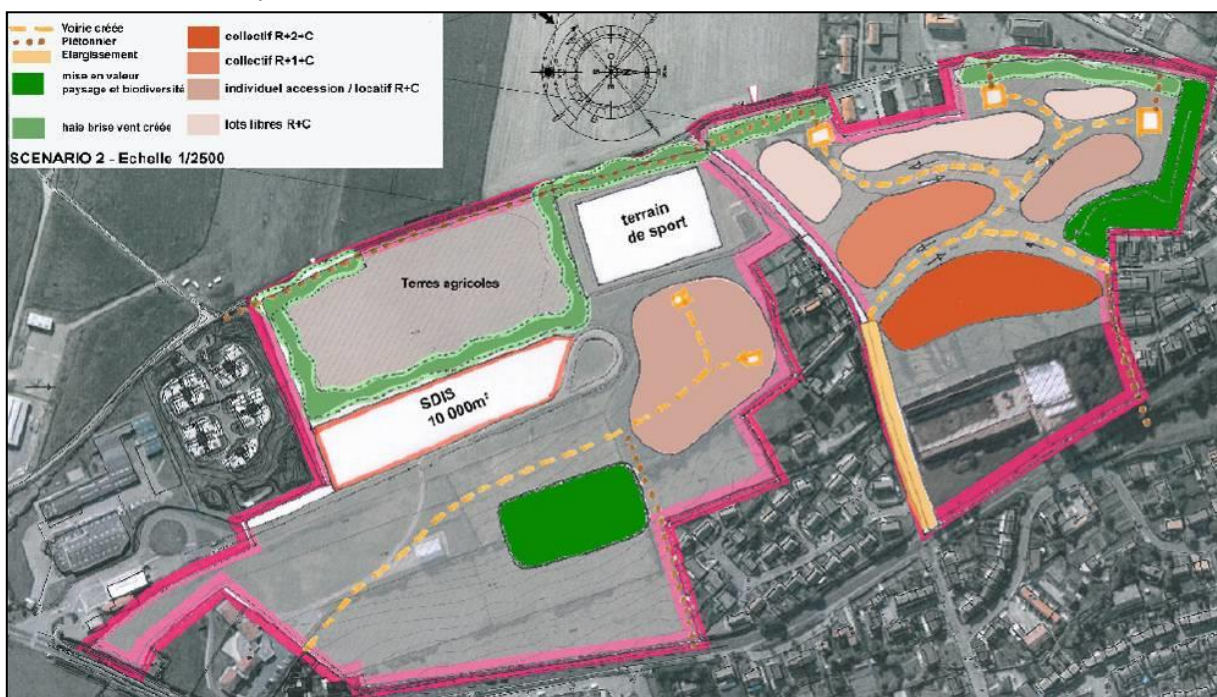 Voirie créée
Piétonnier
Elargissement
mise en valeur
paysage et biodiversité
haie brise vent créée
collectif R+2+C
collectif R+1+C
individuel accession / locatif R+C
lots libres R+C
SCENARIO 2 - Echelle 1/2500
terrain
de sport
Terres agricoles
SDIS
10 000m²